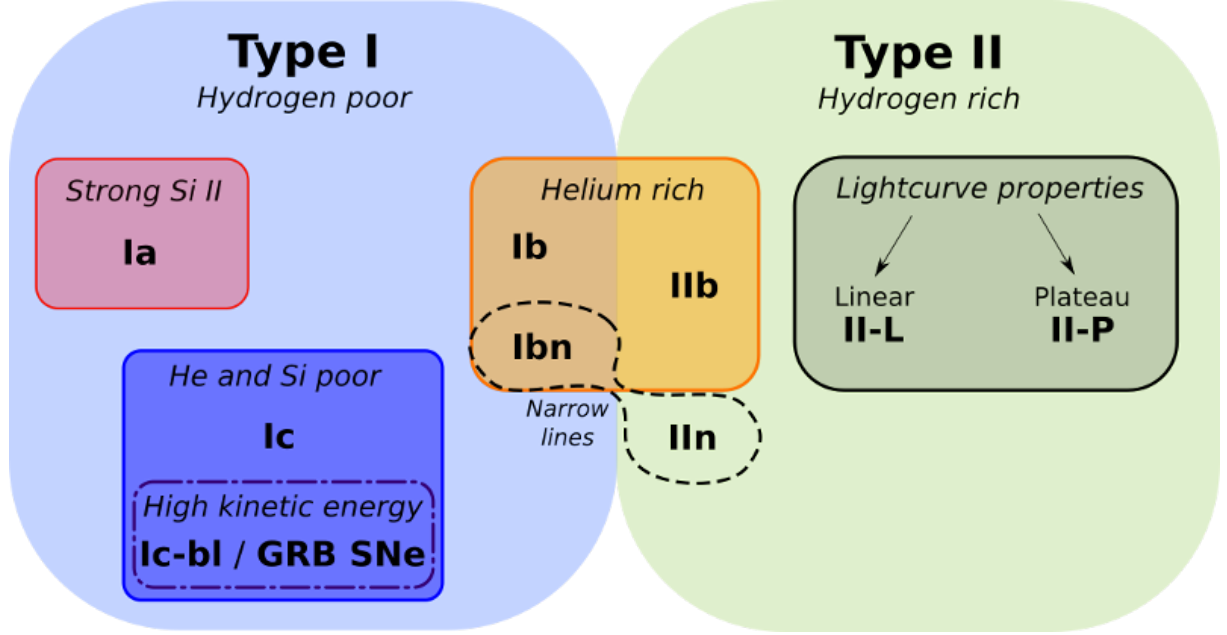 Type I
Hydrogen poor
Strong Si II
Ia
He and Si poor
Ic
High kinetic energy
Ic-bl / GRB SNe
Helium rich
Ib
IIb
Ibn
Narrow
lines
IIn
Type II
Hydrogen rich
Lightcurve properties
Linear
II-L
Plateau
II-P